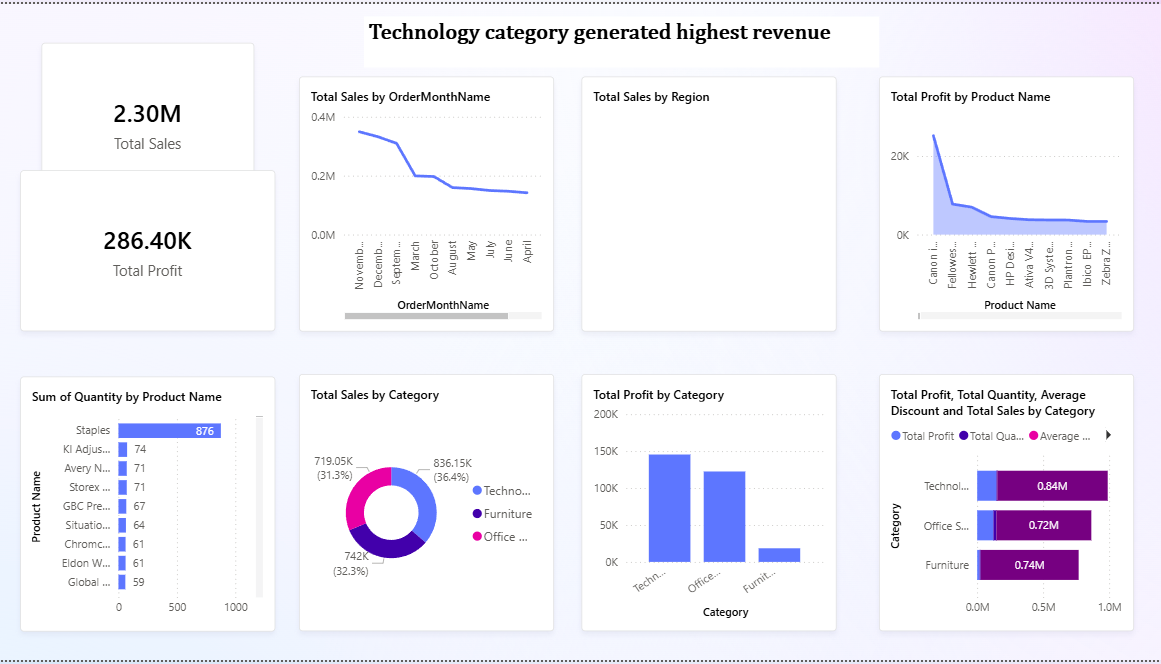 Technology category generated highest revenue
2.30M
Total Sales
286.40K
Total Profit
Total Sales by OrderMonthName
0.4M
0.2M
0.0M
Novemb...
Decemb...
Septem...
March
October
August
May
July
June
April
OrderMonthName
Total Sales by Region
Total Profit by Product Name
20K
0K
Canon i...
Fellowes...
Hewlett ...
Canon P...
HP Desi...
Ativa V4...
3D Syste...
Plantron...
Ibico EP...
Zebra Z...
Product Name
Sum of Quantity by Product Name
Product Name
Staples
876
KI Adjus...
74
Avery N...
71
Storex ...
71
GBC Pre...
67
Situatio...
64
Chromc...
61
Eldon W...
61
Global ...
59
0
500
1000
Total Sales by Category
719.05K
(31.3%)
836.15K
(36.4%)
742K
(32.3%)
Techno...
Furniture
Office ...
Total Profit by Category
200K
150K
100K
50K
0K
Techn...
Office...
Furnit...
Category
Total Profit, Total Quantity, Average
Discount and Total Sales by Category
Total Profit
Total Qua...
Average ...
Category
Technol...
0.84M
Office S...
0.72M
Furniture
0.74M
0.0M
0.5M
1.0M